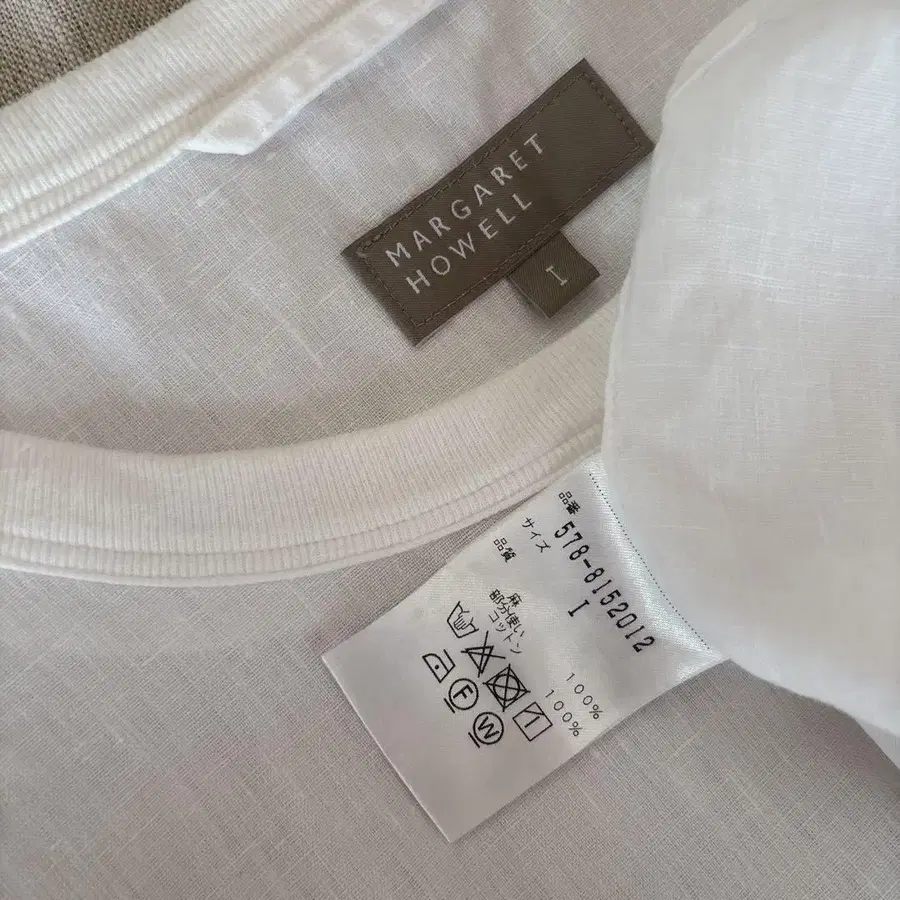 MARGARET
HOWELL
I
品番 578-8152012
サイズ I
品質
麻 100%
部分使い
コットン 100%
F
W